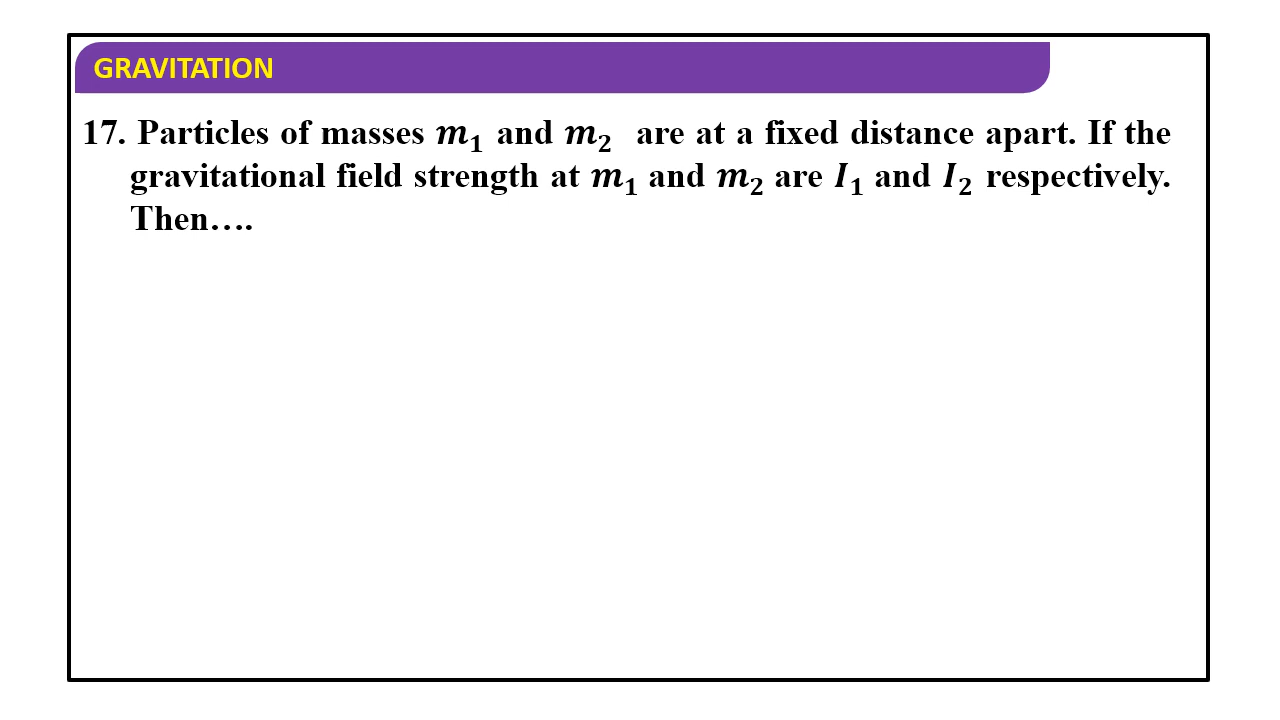 GRAVITATION
17. Particles of masses 𝒎₁ and 𝒎₂ are at a fixed distance apart. If the
gravitational field strength at 𝒎₁ and 𝒎₂ are 𝑰₁ and 𝑰₂ respectively.
Then….